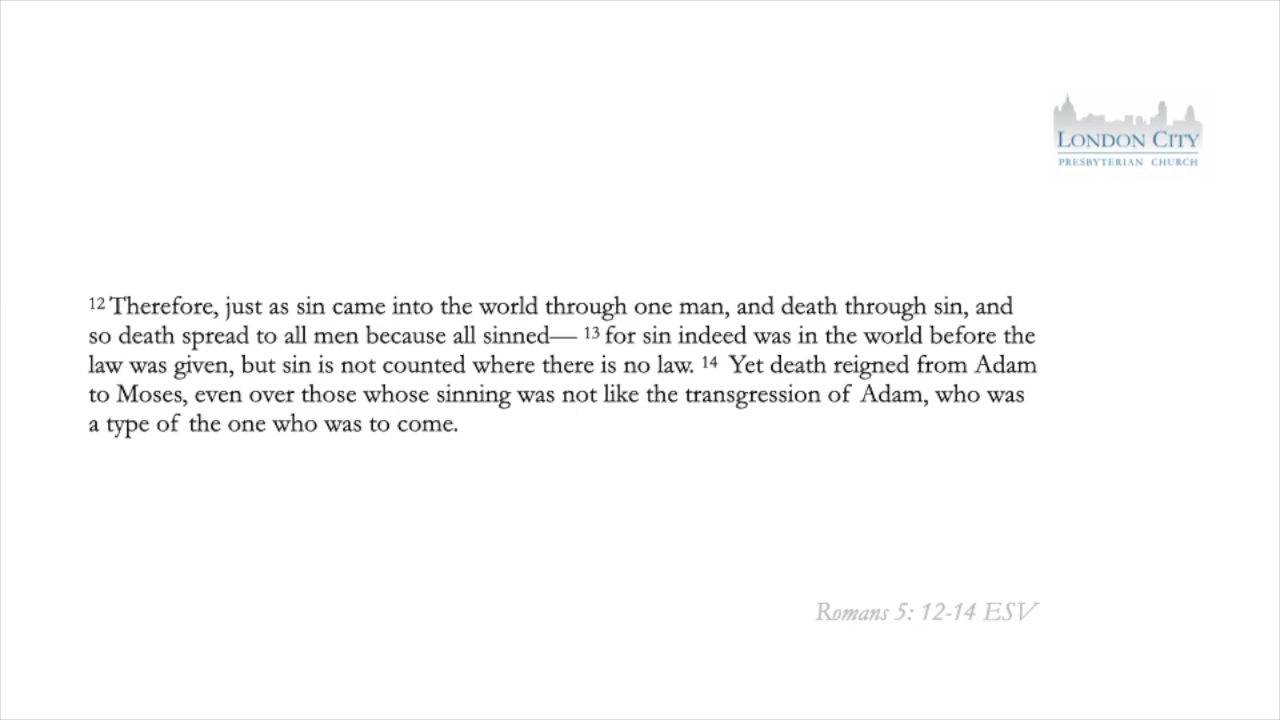 LONDON CITY
PRESBYTERIAN CHURCH
12 Therefore, just as sin came into the world through one man, and death through sin, and
so death spread to all men because all sinned— 13 for sin indeed was in the world before the
law was given, but sin is not counted where there is no law. 14 Yet death reigned from Adam
to Moses, even over those whose sinning was not like the transgression of Adam, who was
a type of the one who was to come.
Romans 5: 12-14 ESV